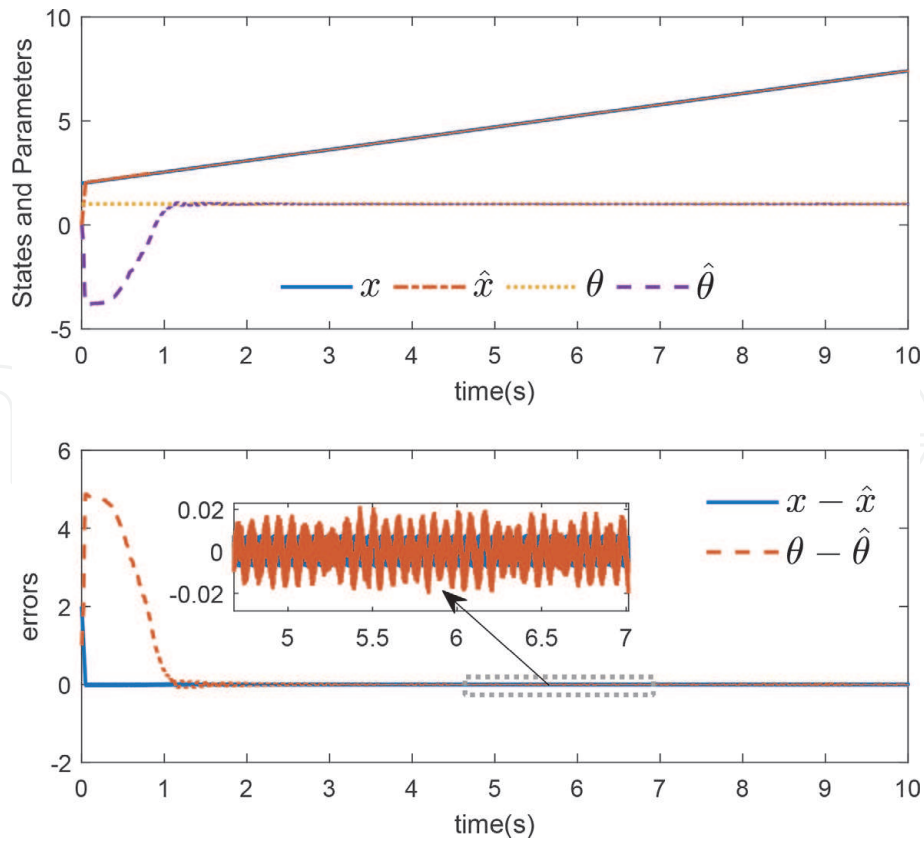 10
5
0
-5
States and Parameters
x x̂ θ θ̂
0 1 2 3 4 5 6 7 8 9 10
time(s)
6
4
2
0
-2
errors
0.02
0
-0.02
5 5.5 6 6.5 7
x − x̂
θ − θ̂
0 1 2 3 4 5 6 7 8 9 10
time(s)